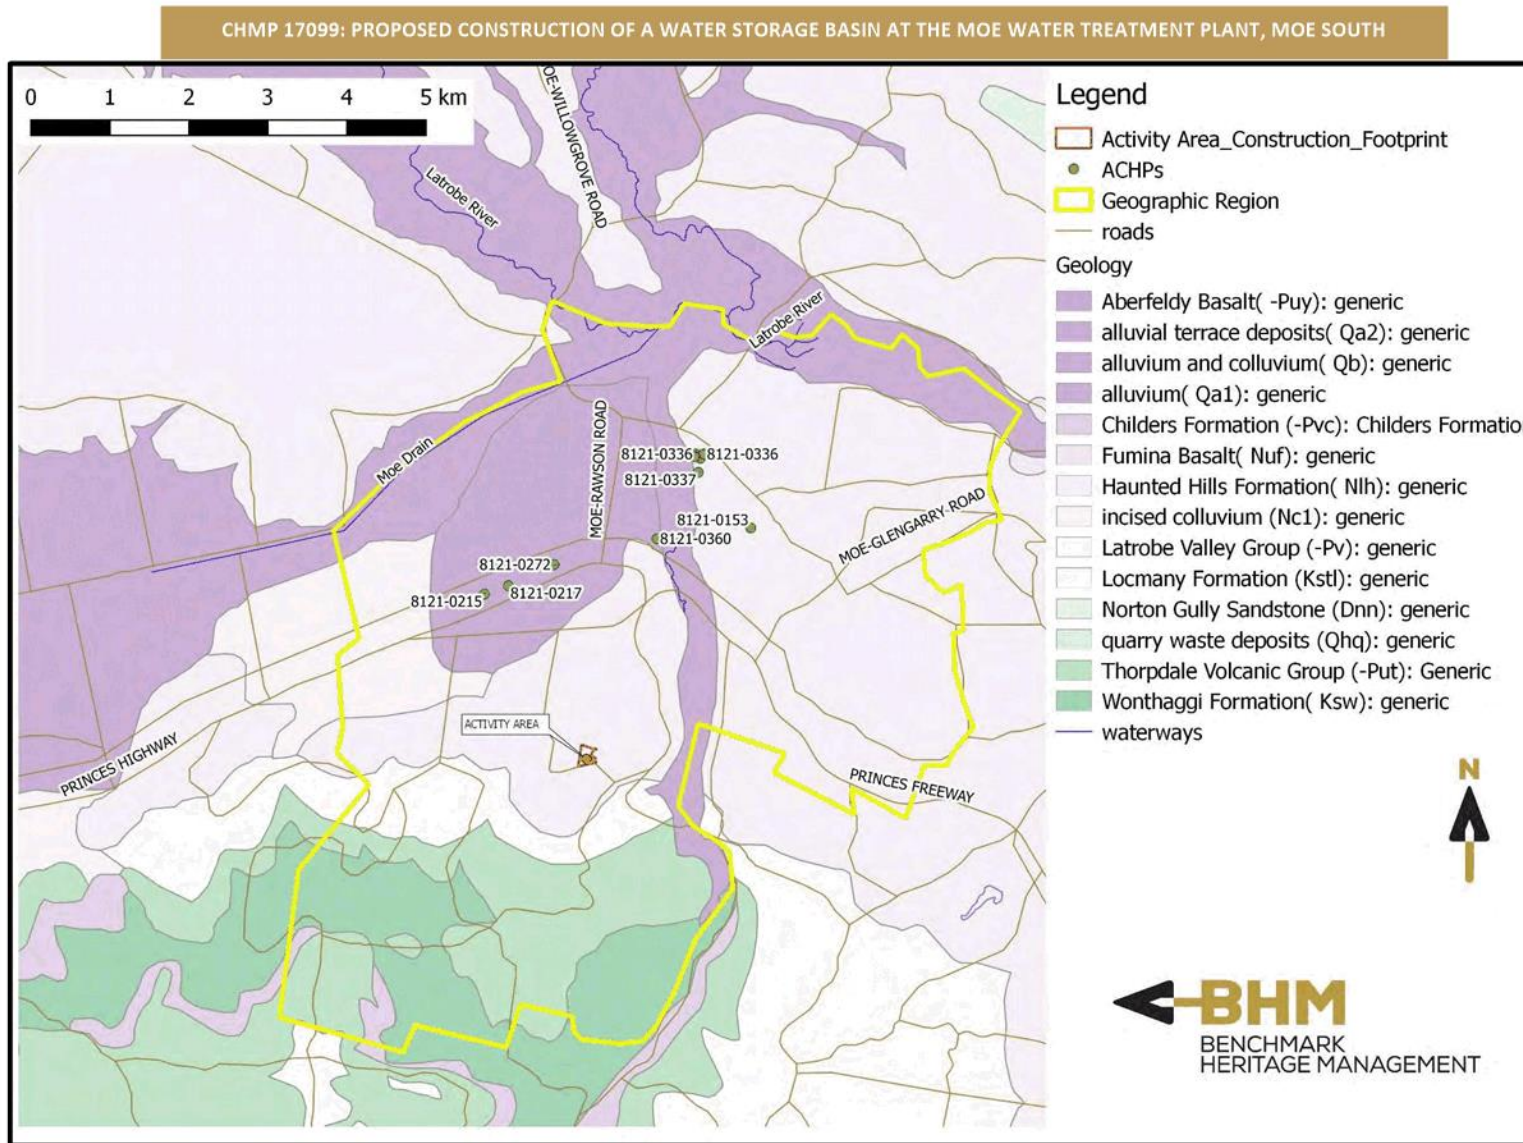 CHMP 17099: PROPOSED CONSTRUCTION OF A WATER STORAGE BASIN AT THE MOE WATER TREATMENT PLANT, MOE SOUTH
0 1 2 3 4 5 km
OE-WILLOWGROVE ROAD
Latrobe River
Latrobe River
Moe Drain
MOE-RAWSON ROAD
8121-0336 8121-0336
8121-0337
8121-0153
8121-0360
MOE-GLENGARRY-ROAD
8121-0272
8121-0217
8121-0215
ACTIVITY AREA
PRINCES HIGHWAY
PRINCES FREEWAY
Legend
Activity Area_Construction_Footprint
ACHPs
Geographic Region
roads
Geology
Aberfeldy Basalt( -Puy): generic
alluvial terrace deposits( Qa2): generic
alluvium and colluvium( Qb): generic
alluvium( Qa1): generic
Childers Formation (-Pvc): Childers Formatio
Fumina Basalt( Nuf): generic
Haunted Hills Formation( Nlh): generic
incised colluvium (Nc1): generic
Latrobe Valley Group (-Pv): generic
Locmany Formation (Kstl): generic
Norton Gully Sandstone (Dnn): generic
quarry waste deposits (Qhq): generic
Thorpdale Volcanic Group (-Put): Generic
Wonthaggi Formation( Ksw): generic
waterways
N
BHM
BENCHMARK
HERITAGE MANAGEMENT